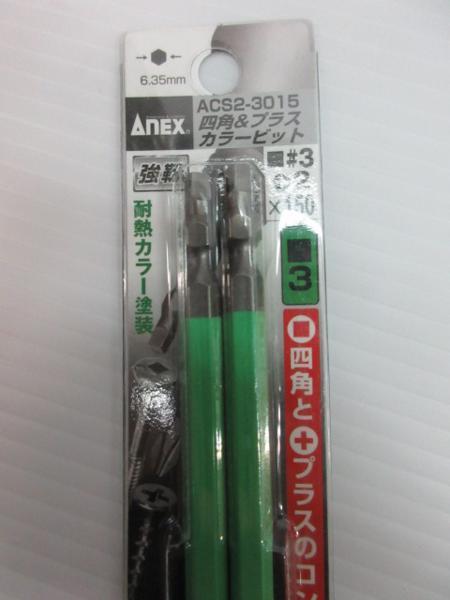 6.35mm
ANEX
ACS2-3015
四角&プラス
カラービット
強靭
#3
2
×150
耐熱カラー塗装
3
四角と
プラスのコン